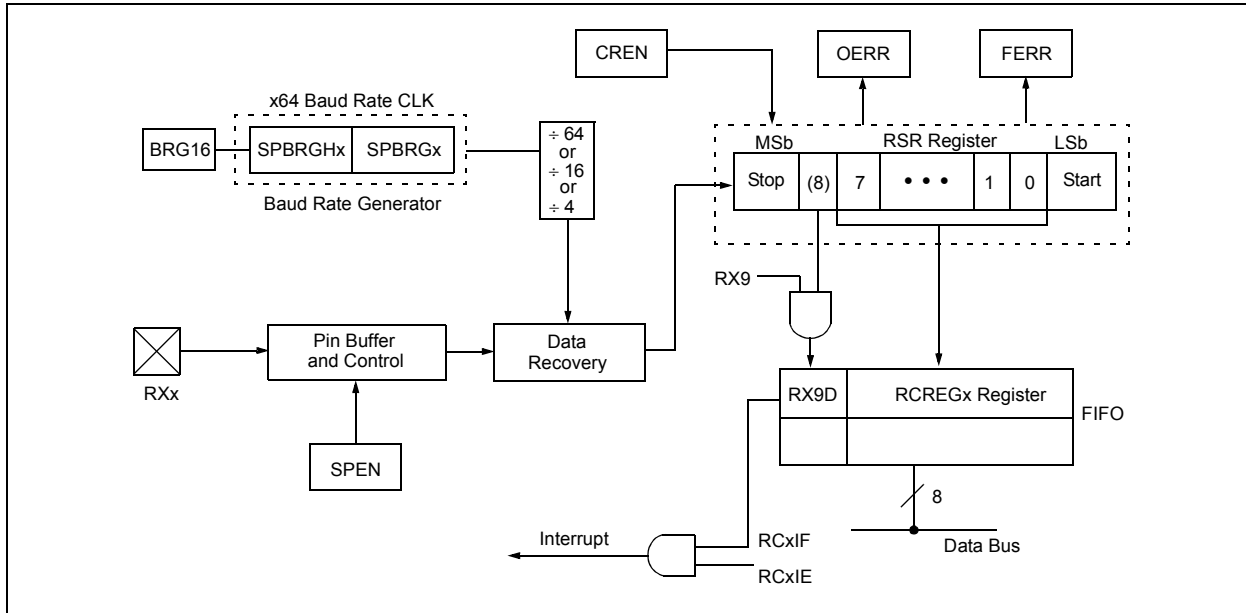 CREN
OERR
FERR
x64 Baud Rate CLK
BRG16
SPBRGHx
SPBRGx
Baud Rate Generator
÷ 64
or
÷ 16
or
÷ 4
MSb
RSR Register
LSb
Stop
(8)
7
• • •
1
0
Start
RX9
RXx
Pin Buffer
and Control
Data
Recovery
SPEN
RX9D
RCREGx Register
FIFO
8
Data Bus
Interrupt
RCxIF
RCxIE